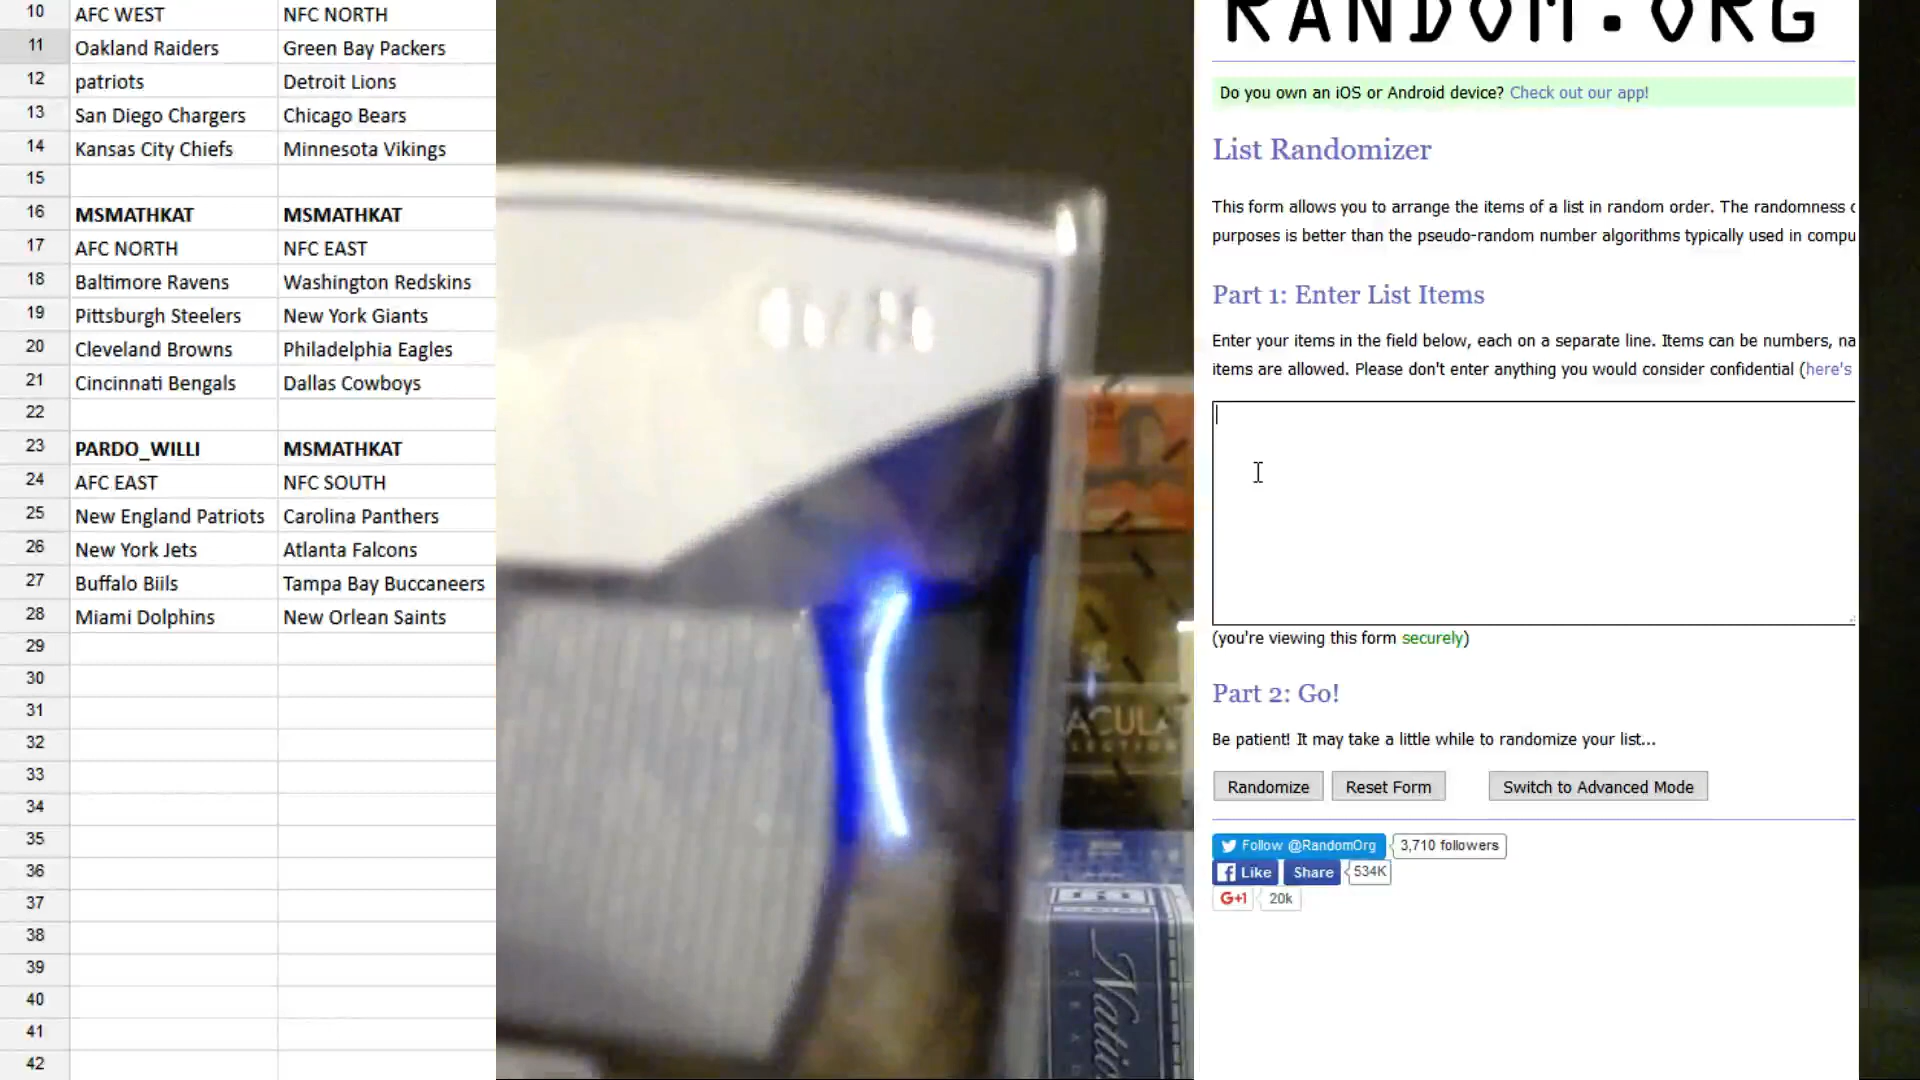 10 AFC WEST NFC NORTH
11 Oakland Raiders Green Bay Packers
12 patriots Detroit Lions
13 San Diego Chargers Chicago Bears
14 Kansas City Chiefs Minnesota Vikings
15
16 MSMATHKAT MSMATHKAT
17 AFC NORTH NFC EAST
18 Baltimore Ravens Washington Redskins
19 Pittsburgh Steelers New York Giants
20 Cleveland Browns Philadelphia Eagles
21 Cincinnati Bengals Dallas Cowboys
22
23 PARDO_WILLI MSMATHKAT
24 AFC EAST NFC SOUTH
25 New England Patriots Carolina Panthers
26 New York Jets Atlanta Falcons
27 Buffalo Biils Tampa Bay Buccaneers
28 Miami Dolphins New Orlean Saints
29
30
31
32
33
34
35
36
37
38
39
40
41
42
RANDOM.ORG
Do you own an iOS or Android device? Check out our app!
List Randomizer
This form allows you to arrange the items of a list in random order. The randomness
purposes is better than the pseudo-random number algorithms typically used in compu
Part 1: Enter List Items
Enter your items in the field below, each on a separate line. Items can be numbers, na
items are allowed. Please don't enter anything you would consider confidential (here's
(you're viewing this form securely)
Part 2: Go!
Be patient! It may take a little while to randomize your list...
Randomize Reset Form Switch to Advanced Mode
Follow @RandomOrg 3,710 followers
Like Share 534K
G+1 20k